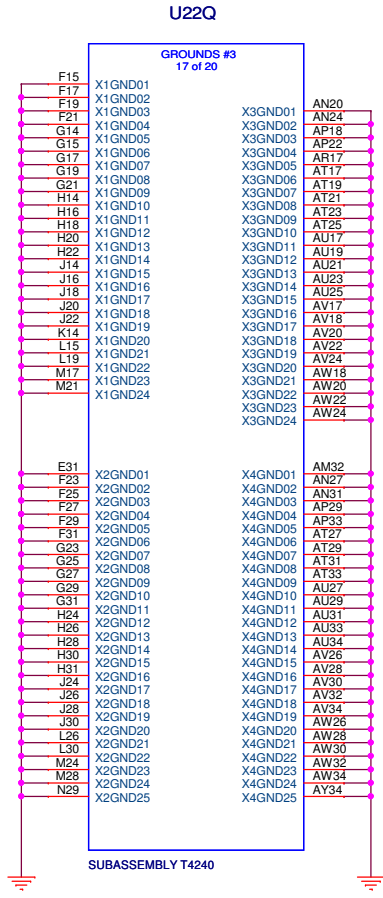 U22Q
GROUNDS #3
17 of 20
F15 X1GND01
F17 X1GND02
F19 X1GND03
F21 X1GND04
G14 X1GND05
G15 X1GND06
G17 X1GND07
G19 X1GND08
G21 X1GND09
H14 X1GND10
H16 X1GND11
H18 X1GND12
H20 X1GND13
H22 X1GND14
J14 X1GND15
J16 X1GND16
J18 X1GND17
J20 X1GND18
J22 X1GND19
K14 X1GND20
L15 X1GND21
L19 X1GND22
M17 X1GND23
M21 X1GND24
X3GND01 AN20
X3GND02 AN24
X3GND03 AP18
X3GND04 AP22
X3GND05 AR17
X3GND06 AT17
X3GND07 AT19
X3GND08 AT21
X3GND09 AT23
X3GND10 AT25
X3GND11 AU17
X3GND12 AU19
X3GND13 AU21
X3GND14 AU23
X3GND15 AU25
X3GND16 AV17
X3GND17 AV18
X3GND18 AV20
X3GND19 AV22
X3GND20 AV24
X3GND21 AW18
X3GND22 AW20
X3GND23 AW22
X3GND24 AW24
E31 X2GND01
F23 X2GND02
F25 X2GND03
F27 X2GND04
F29 X2GND05
F31 X2GND06
G23 X2GND07
G25 X2GND08
G27 X2GND09
G29 X2GND10
G31 X2GND11
H24 X2GND12
H26 X2GND13
H28 X2GND14
H30 X2GND15
H31 X2GND16
J24 X2GND17
J26 X2GND18
J28 X2GND19
J30 X2GND20
L26 X2GND21
L30 X2GND22
M24 X2GND23
M28 X2GND24
N29 X2GND25
X4GND01 AM32
X4GND02 AN27
X4GND03 AN31
X4GND04 AP29
X4GND05 AP33
X4GND06 AT27
X4GND07 AT29
X4GND08 AT31
X4GND09 AT33
X4GND10 AU27
X4GND11 AU29
X4GND12 AU31
X4GND13 AU33
X4GND14 AU34
X4GND15 AV26
X4GND16 AV28
X4GND17 AV30
X4GND18 AV32
X4GND19 AV34
X4GND20 AW26
X4GND21 AW28
X4GND22 AW30
X4GND23 AW32
X4GND24 AW34
X4GND25 AY34
SUBASSEMBLY T4240